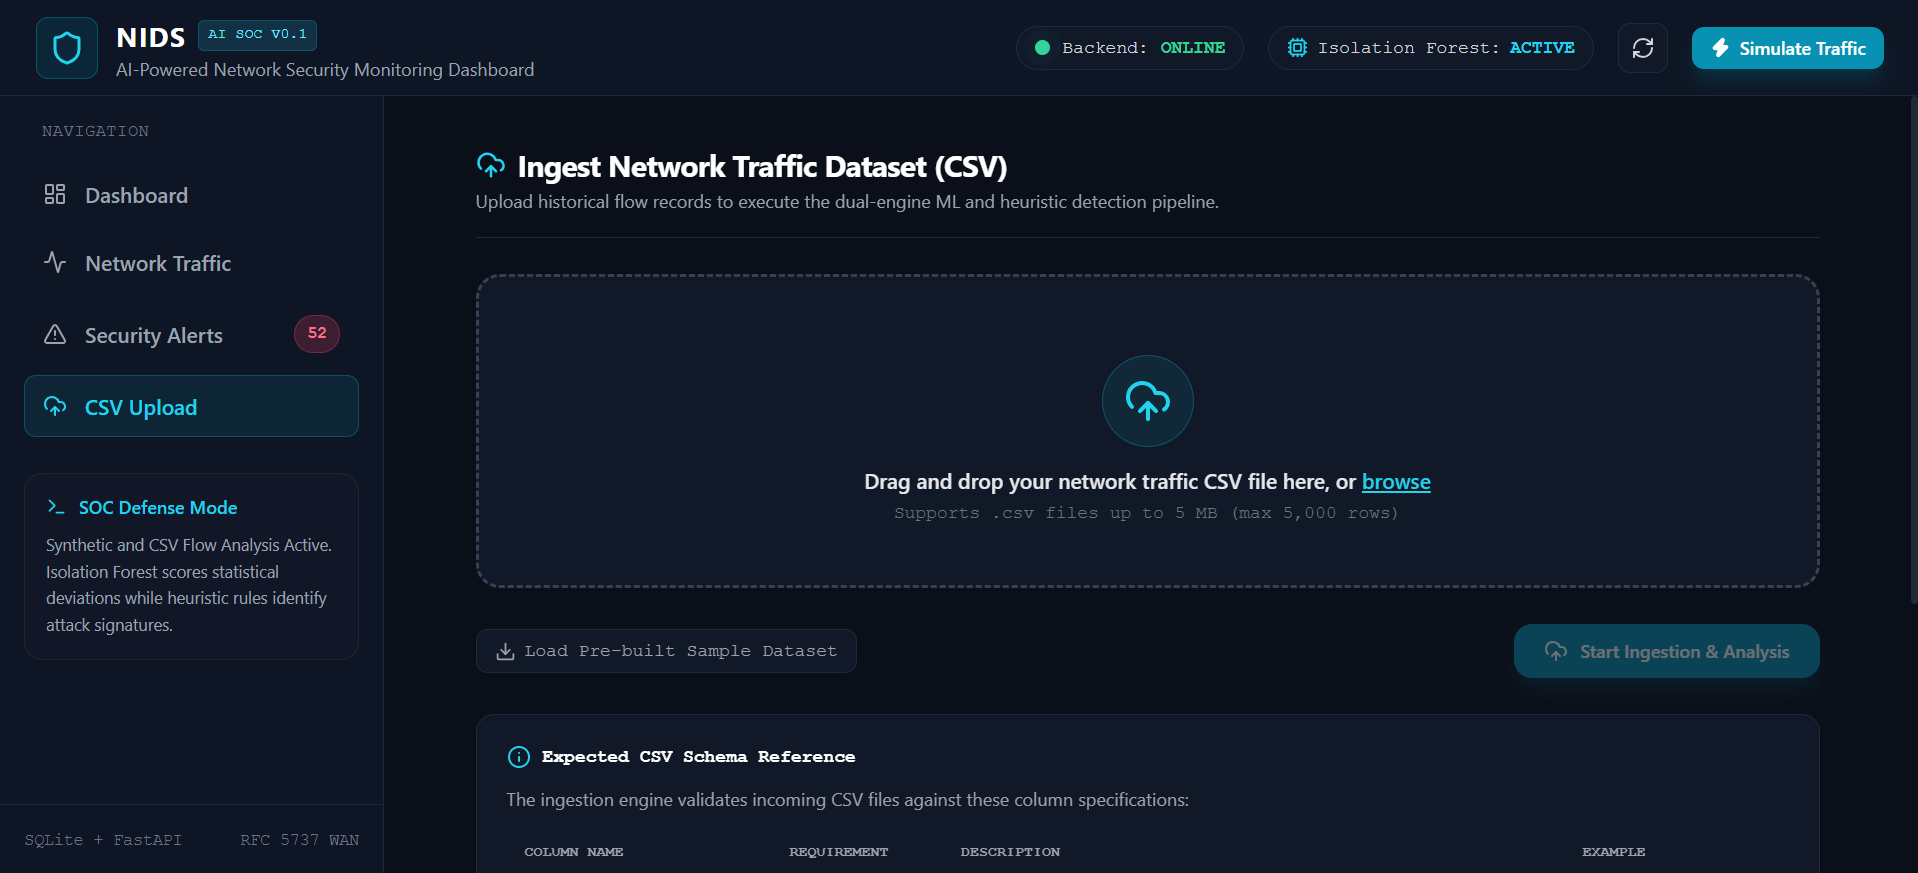 NIDS
AI SOC V0.1
AI-Powered Network Security Monitoring Dashboard
Backend: ONLINE
Isolation Forest: ACTIVE
Simulate Traffic
NAVIGATION
Dashboard
Network Traffic
Security Alerts
52
CSV Upload
SOC Defense Mode
Synthetic and CSV Flow Analysis Active.
Isolation Forest scores statistical
deviations while heuristic rules identify
attack signatures.
SQLite + FastAPI
RFC 5737 WAN
Ingest Network Traffic Dataset (CSV)
Upload historical flow records to execute the dual-engine ML and heuristic detection pipeline.
Drag and drop your network traffic CSV file here, or browse
Supports .csv files up to 5 MB (max 5,000 rows)
Load Pre-built Sample Dataset
Start Ingestion & Analysis
Expected CSV Schema Reference
The ingestion engine validates incoming CSV files against these column specifications:
COLUMN NAME REQUIREMENT DESCRIPTION EXAMPLE